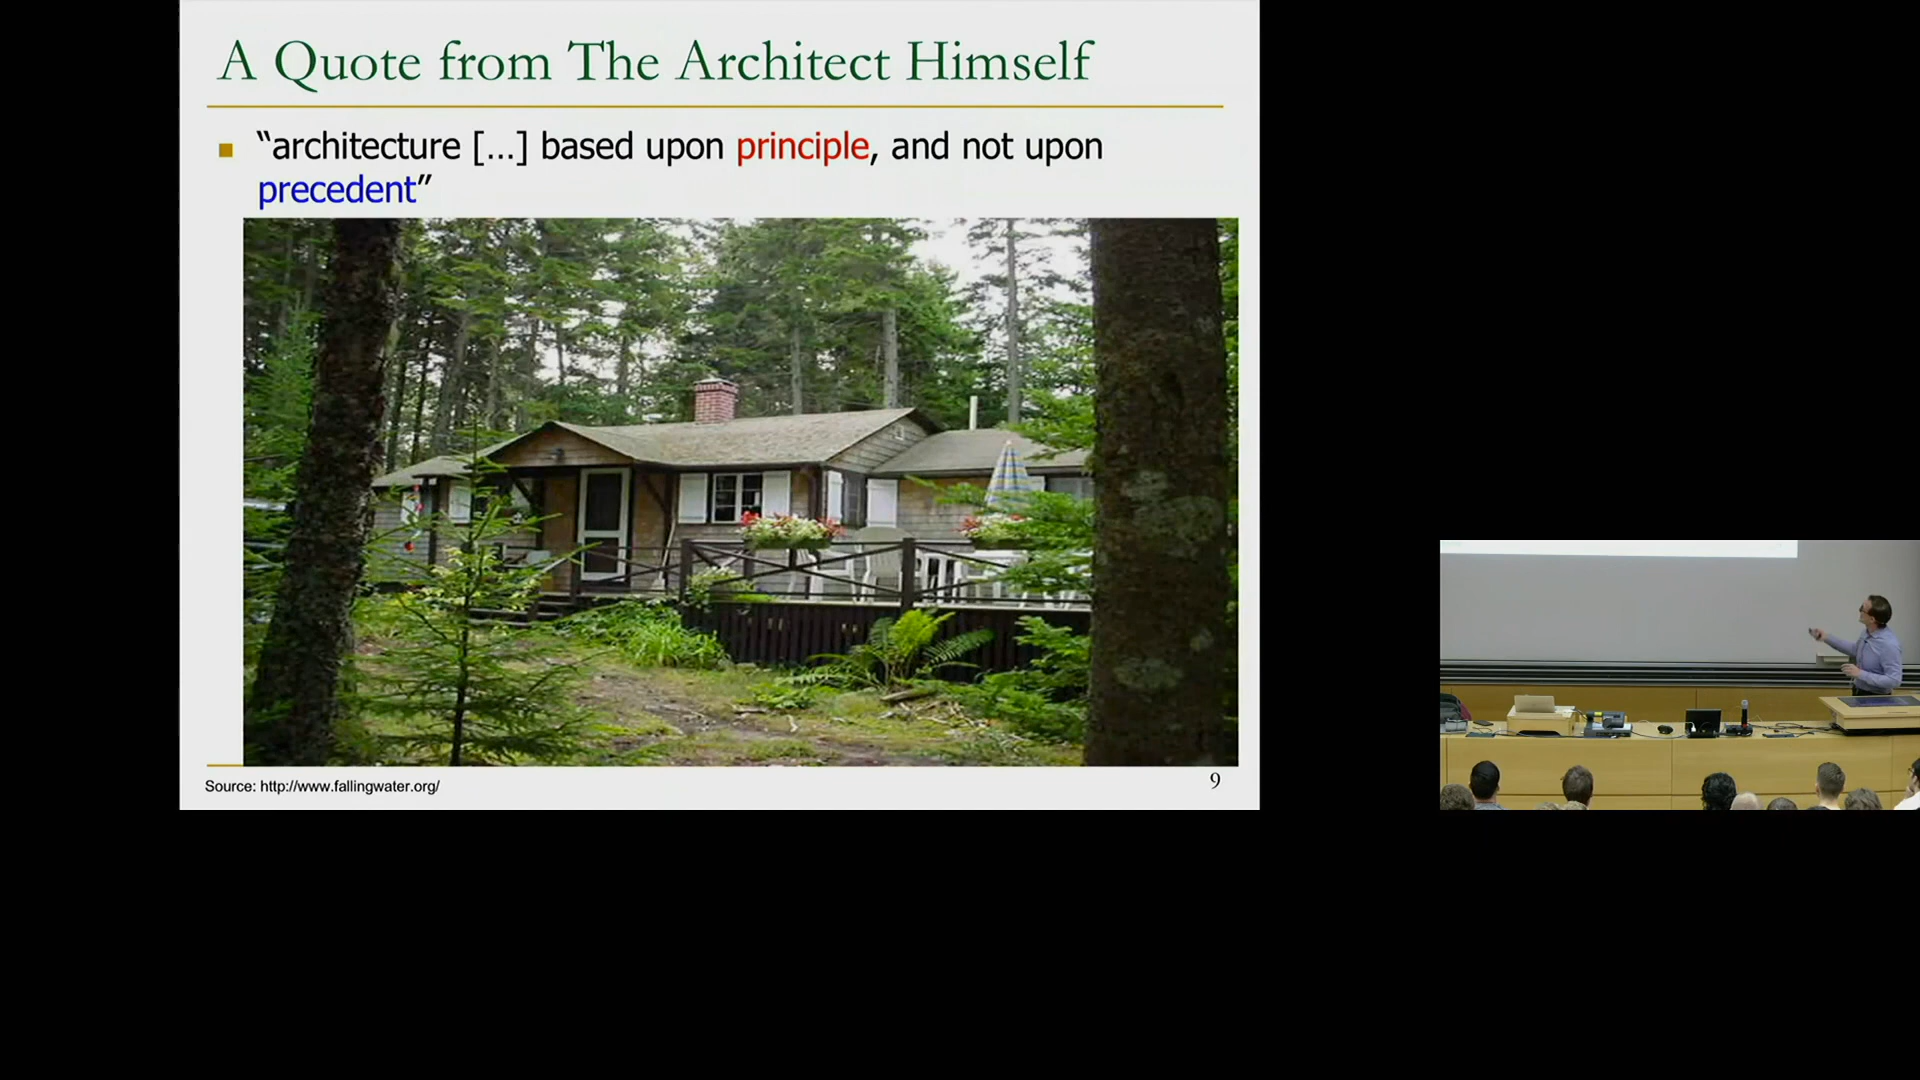 A Quote from The Architect Himself
“architecture [...] based upon principle, and not upon
precedent”
Source: http://www.fallingwater.org/
9